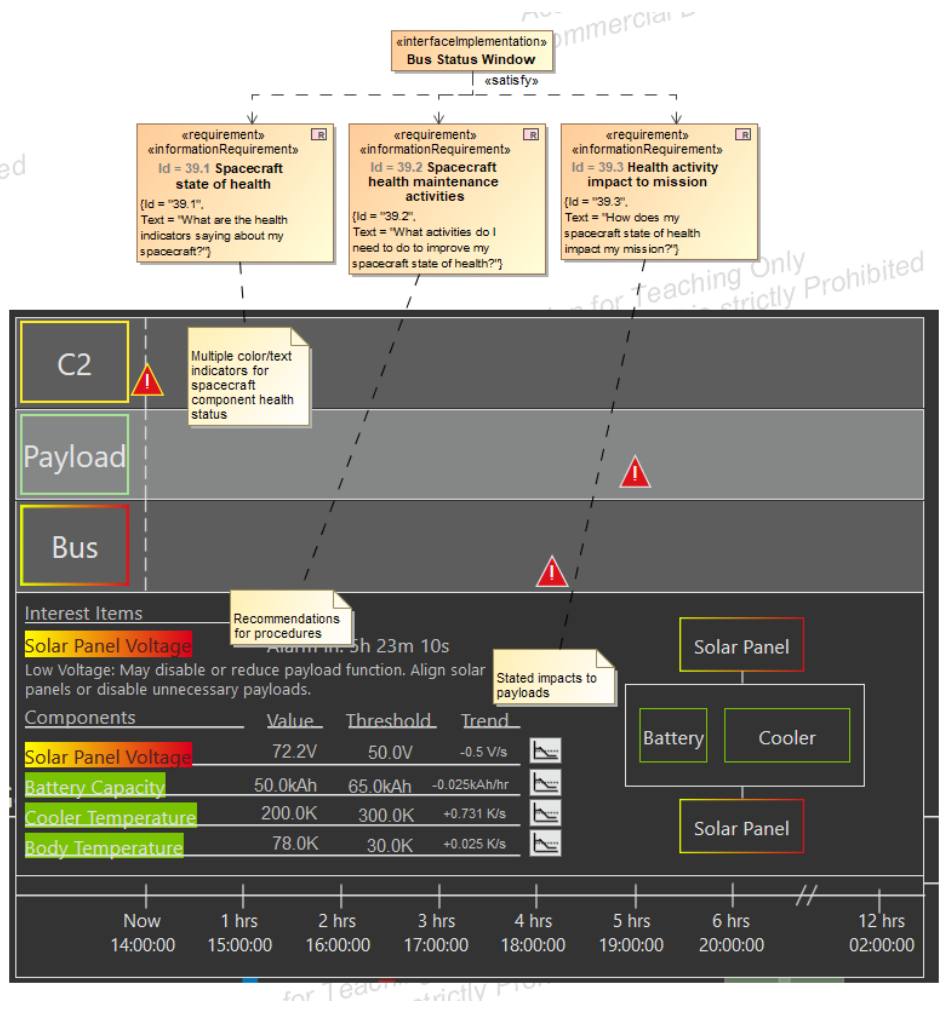 ommercial D
«interfaceImplementation»
Bus Status Window
«satisfy»
«requirement»
R
«informationRequirement»
Id = 39.1 Spacecraft
state of health
{Id = "39.1",
Text = "What are the health
indicators saying about my
spacecraft?"}
«requirement»
R
«informationRequirement»
Id = 39.2 Spacecraft
health maintenance
activities
{Id = "39.2",
Text = "What activities do I
need to do to improve my
spacecraft state of health?"}
«requirement»
R
«informationRequirement»
Id = 39.3 Health activity
impact to mission
{Id = "39.3",
Text = "How does my
spacecraft state of health
impact my mission?"}
ed
for Teaching Only
strictly Prohibited
C2
!
Multiple color/text
indicators for
spacecraft
component health
status
Payload
!
Bus
!
Interest Items
Recommendations
for procedures
Solar Panel Voltage
5h 23m 10s
Low Voltage: May disable or reduce payload function. Align solar
panels or disable unnecessary payloads.
Stated impacts to
payloads
Components Value Threshold Trend
Solar Panel Voltage 72.2V 50.0V -0.5 V/s
Battery Capacity 50.0kAh 65.0kAh -0.025kAh/hr
Cooler Temperature 200.0K 300.0K +0.731 K/s
Body Temperature 78.0K 30.0K +0.025 K/s
Solar Panel
Battery
Cooler
Solar Panel
Now 1 hrs 2 hrs 3 hrs 4 hrs 5 hrs 6 hrs 12 hrs
14:00:00 15:00:00 16:00:00 17:00:00 18:00:00 19:00:00 20:00:00 02:00:00
for Teach